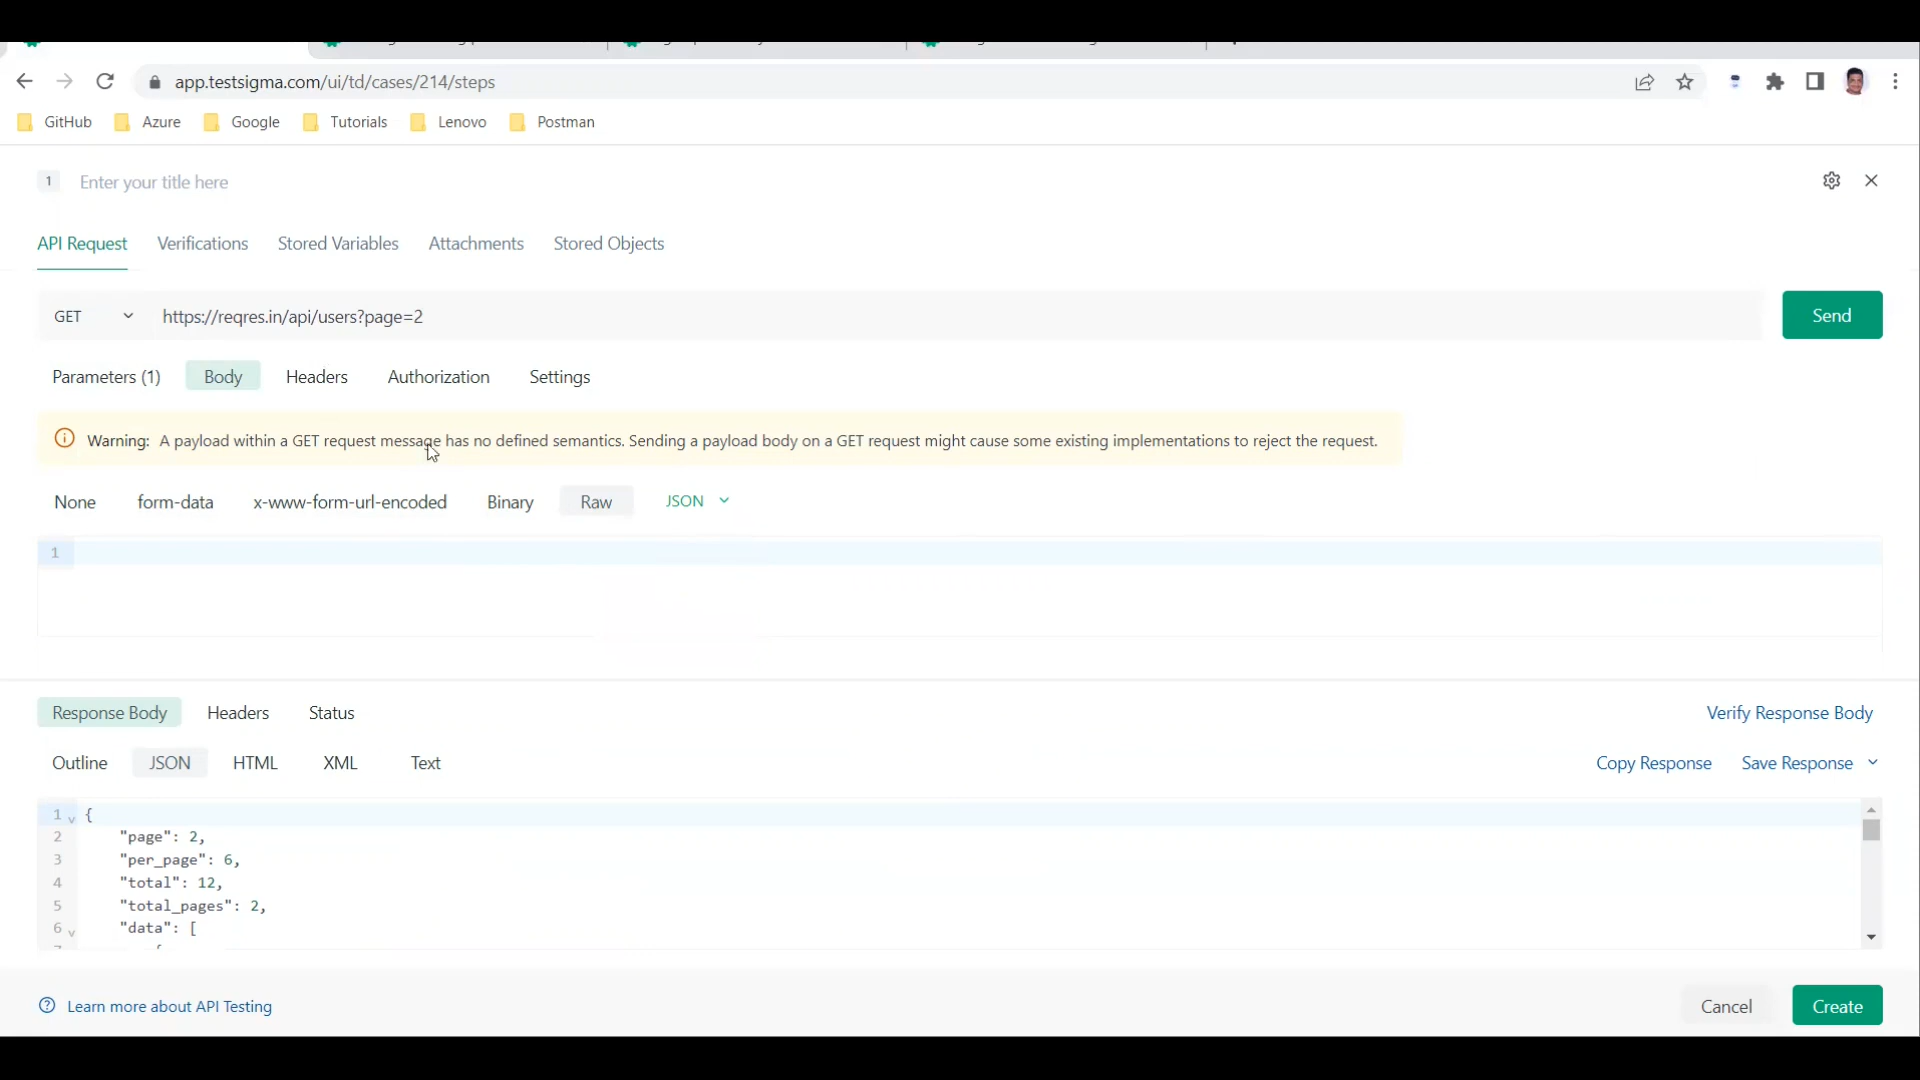 app.testsigma.com/ui/td/cases/214/steps
GitHub Azure Google Tutorials Lenovo Postman
1 Enter your title here
API Request Verifications Stored Variables Attachments Stored Objects
GET https://reqres.in/api/users?page=2 Send
Parameters (1) Body Headers Authorization Settings
Warning: A payload within a GET request message has no defined semantics. Sending a payload body on a GET request might cause some existing implementations to reject the request.
None form-data x-www-form-url-encoded Binary Raw JSON
1
Response Body Headers Status Verify Response Body
Outline JSON HTML XML Text Copy Response Save Response
1 {
2 "page": 2,
3 "per_page": 6,
4 "total": 12,
5 "total_pages": 2,
6 "data": [
Learn more about API Testing Cancel Create